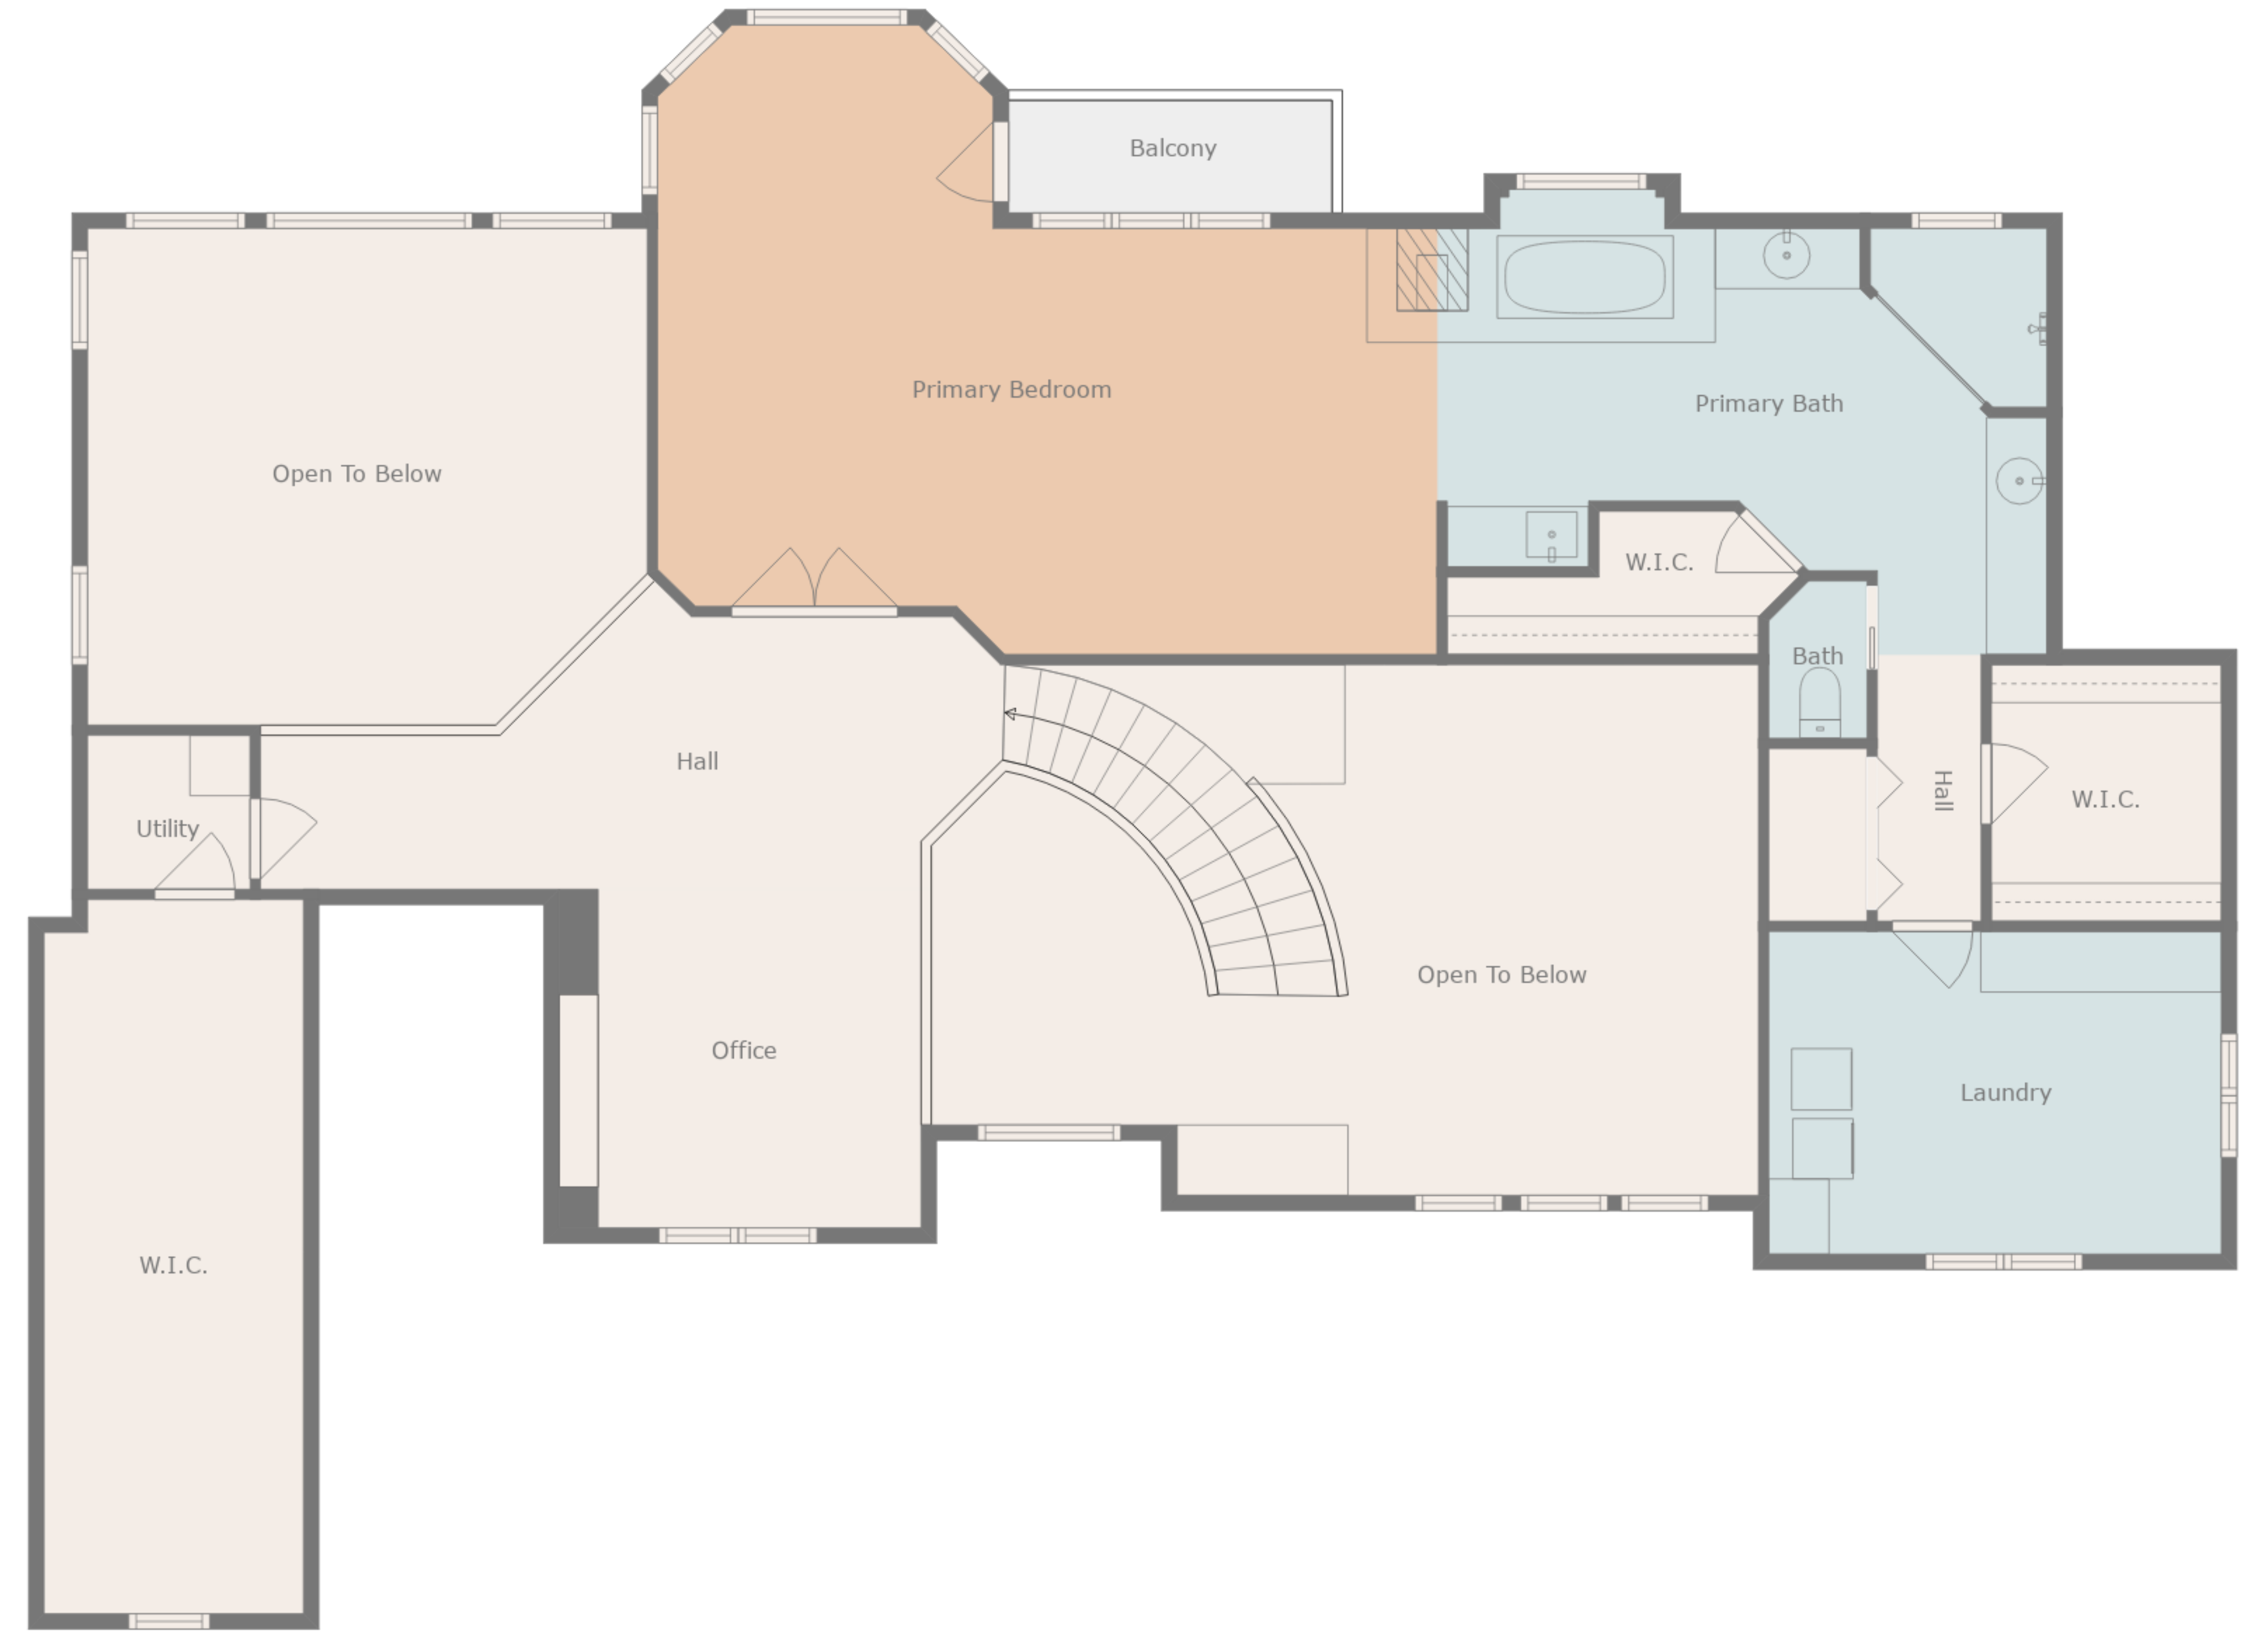 Balcony
Primary Bedroom
Primary Bath
Open To Below
W.I.C.
Bath
Hall
Hall
W.I.C.
Utility
Open To Below
Office
Laundry
W.I.C.